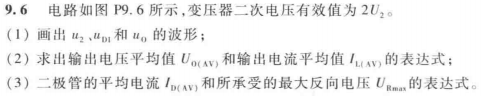 9.6 电路如图 P9.6 所示,变压器二次电压有效值为 2U₂。
(1) 画出 u₂、u_D1 和 u_O 的波形;
(2) 求出输出电压平均值 U_O(AV) 和输出电流平均值 I_L(AV) 的表达式;
(3) 二极管的平均电流 I_D(AV) 和所承受的最大反向电压 U_Rmax 的表达式。